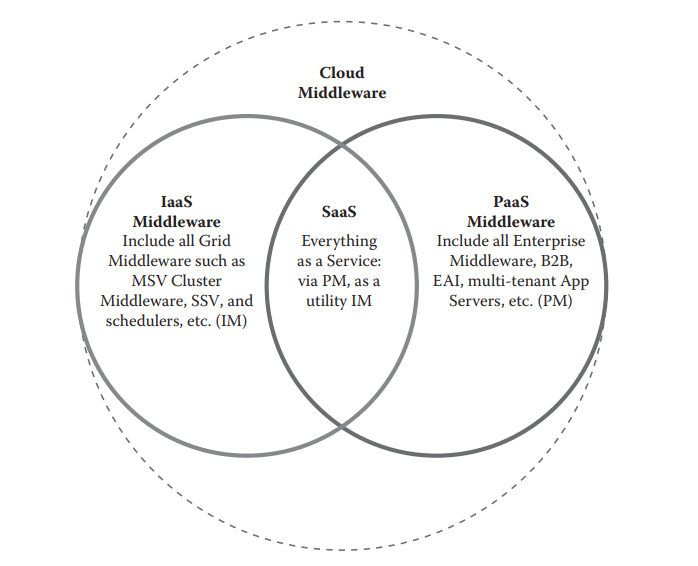 Cloud
Middleware
IaaS
Middleware
Include all Grid
Middleware such as
MSV Cluster
Middleware, SSV, and
schedulers, etc. (IM)
SaaS
Everything
as a Service:
via PM, as a
utility IM
PaaS
Middleware
Include all Enterprise
Middleware, B2B,
EAI, multi-tenant App
Servers, etc. (PM)